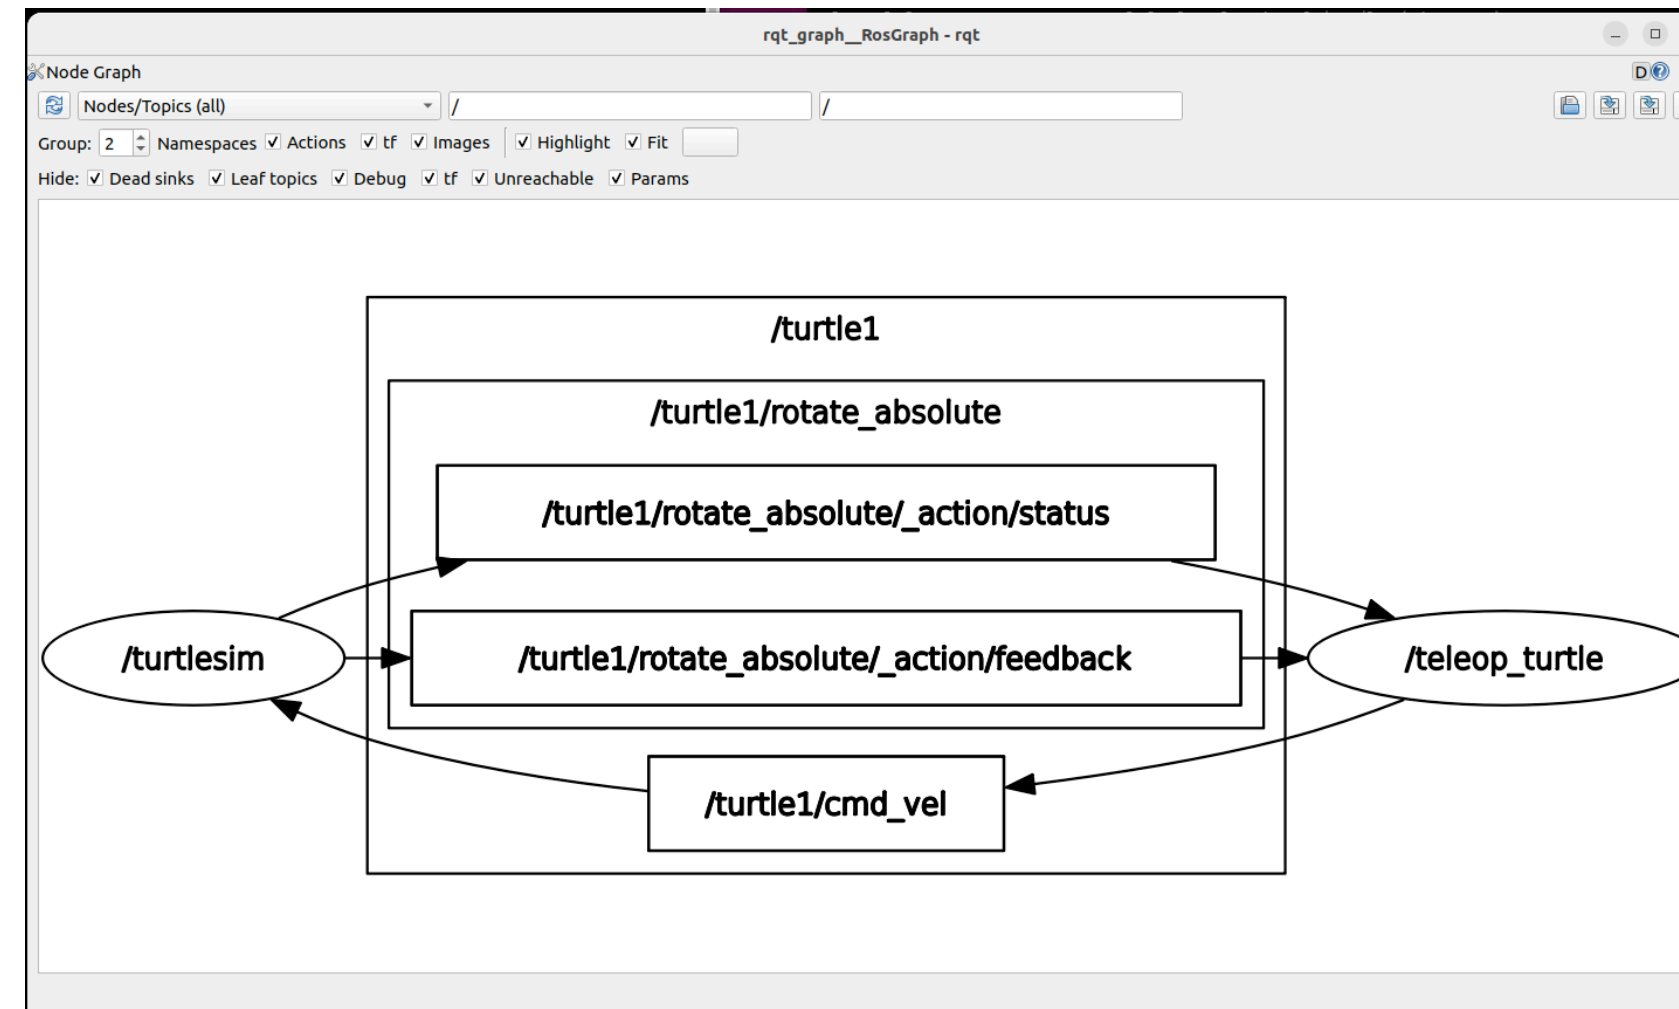 rqt_graph__RosGraph - rqt
Node Graph
D
Nodes/Topics (all) / /
Group: 2 Namespaces Actions tf Images Highlight Fit
Hide: Dead sinks Leaf topics Debug tf Unreachable Params
/turtle1
/turtle1/rotate_absolute
/turtle1/rotate_absolute/_action/status
/turtlesim
/turtle1/rotate_absolute/_action/feedback
/teleop_turtle
/turtle1/cmd_vel